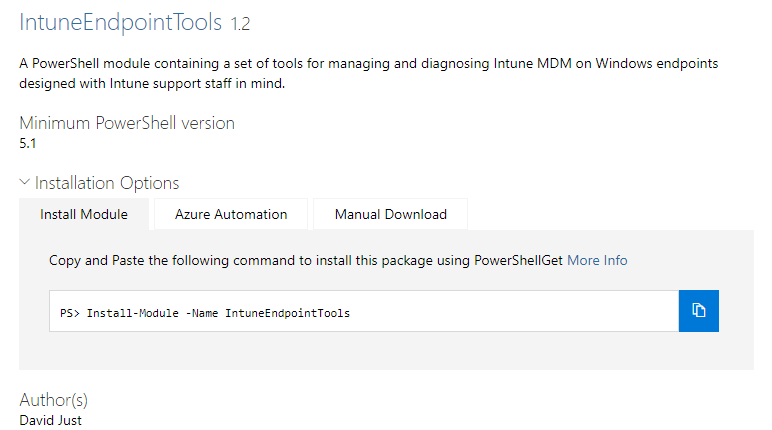 IntuneEndpointTools 1.2
A PowerShell module containing a set of tools for managing and diagnosing Intune MDM on Windows endpoints
designed with Intune support staff in mind.
Minimum PowerShell version
5.1
Installation Options
Install Module Azure Automation Manual Download
Copy and Paste the following command to install this package using PowerShellGet More Info
PS> Install-Module -Name IntuneEndpointTools
Author(s)
David Just